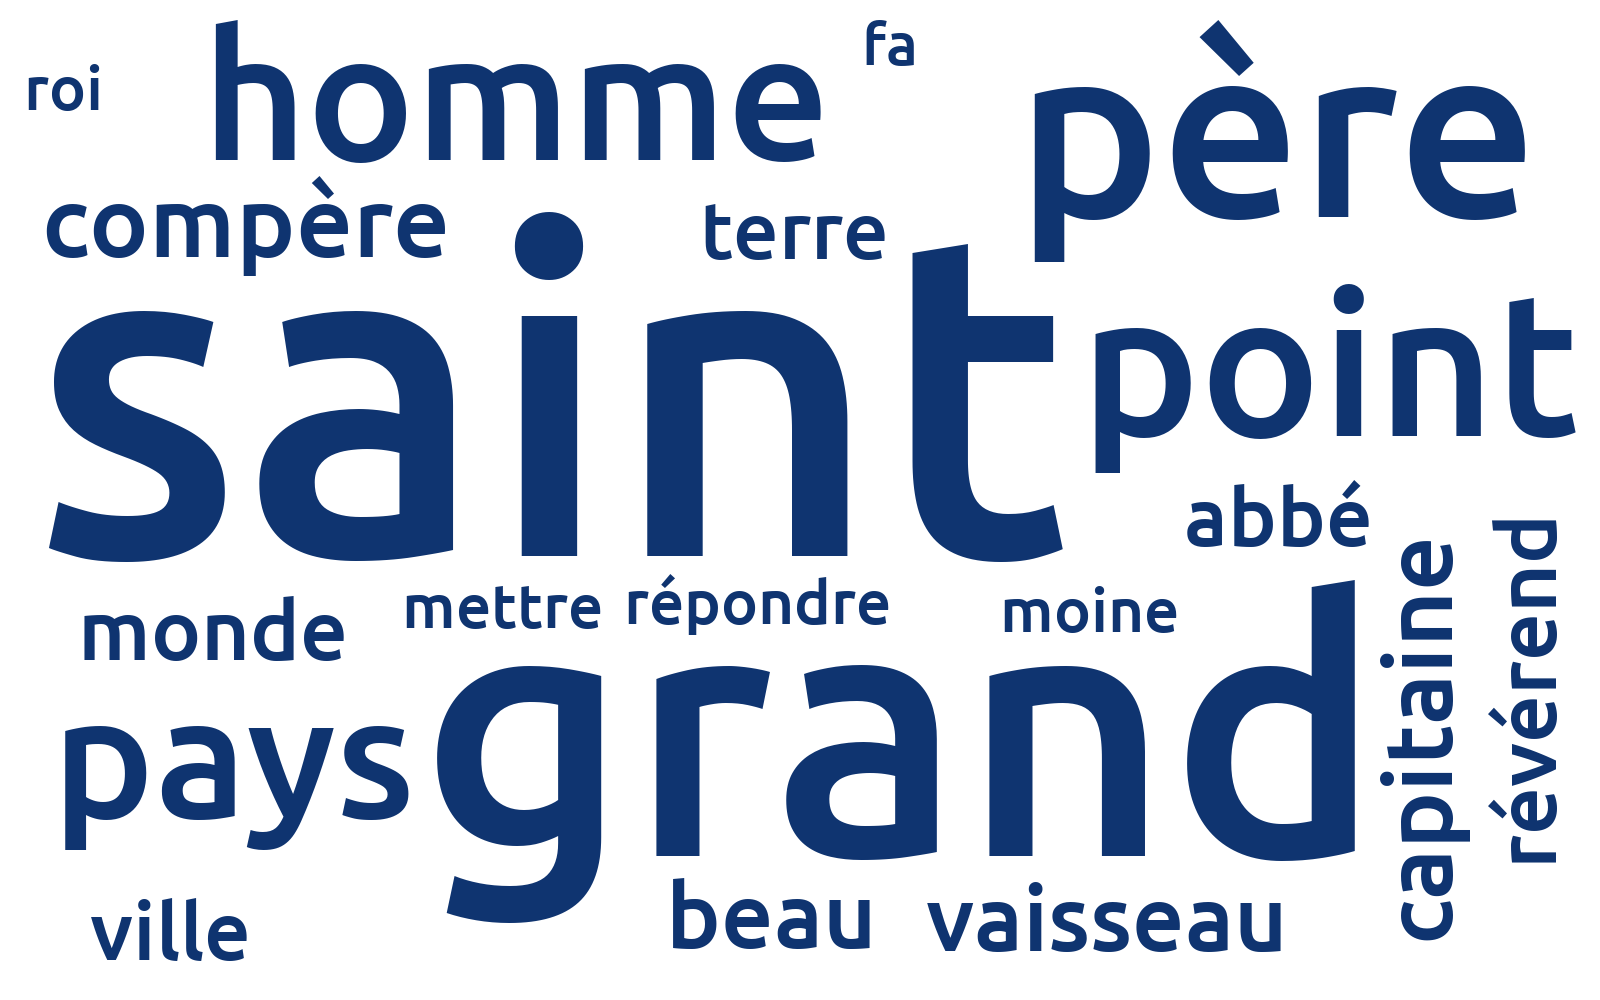 roi
homme
fa
père
compère
terre
saint
point
abbé
monde
mettre
répondre
moine
capitaine
révérend
pays
grand
ville
beau
vaisseau